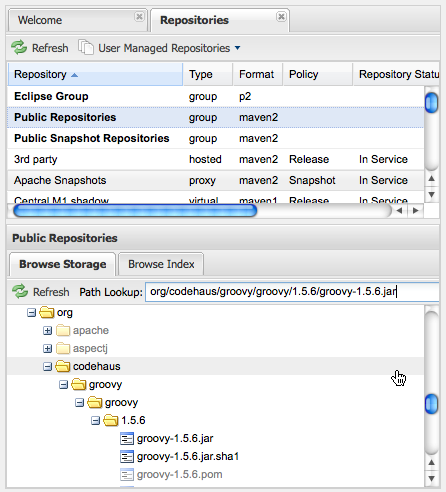 Welcome Repositories
Refresh User Managed Repositories
Repository Type Format Policy Repository Statu
Eclipse Group group p2
Public Repositories group maven2
Public Snapshot Repositories group maven2
3rd party hosted maven2 Release In Service
Apache Snapshots proxy maven2 Snapshot In Service
Central M1 shadow virtual maven1 Release In Service
Public Repositories
Browse Storage Browse Index
Refresh Path Lookup: org/codehaus/groovy/groovy/1.5.6/groovy-1.5.6.jar
org
apache
aspectj
codehaus
groovy
groovy
1.5.6
groovy-1.5.6.jar
groovy-1.5.6.jar.sha1
groovy-1.5.6.pom